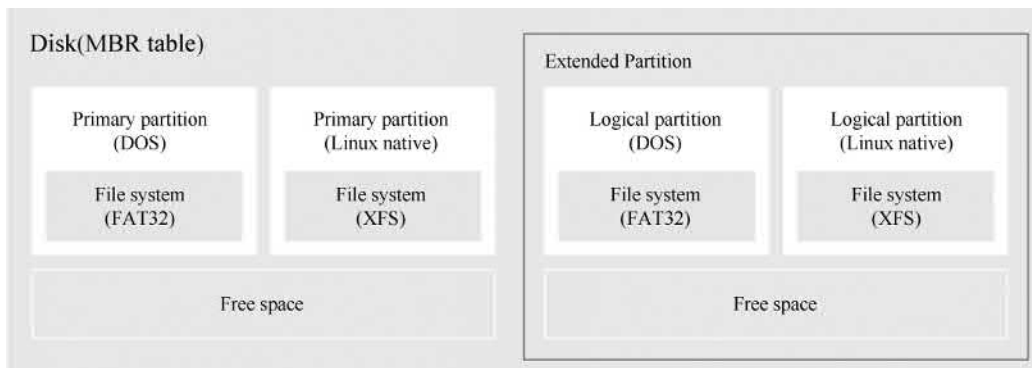 Disk(MBR table)
Primary partition
(DOS)
File system
(FAT32)
Primary partition
(Linux native)
File system
(XFS)
Free space
Extended Partition
Logical partition
(DOS)
File system
(FAT32)
Logical partition
(Linux native)
File system
(XFS)
Free space